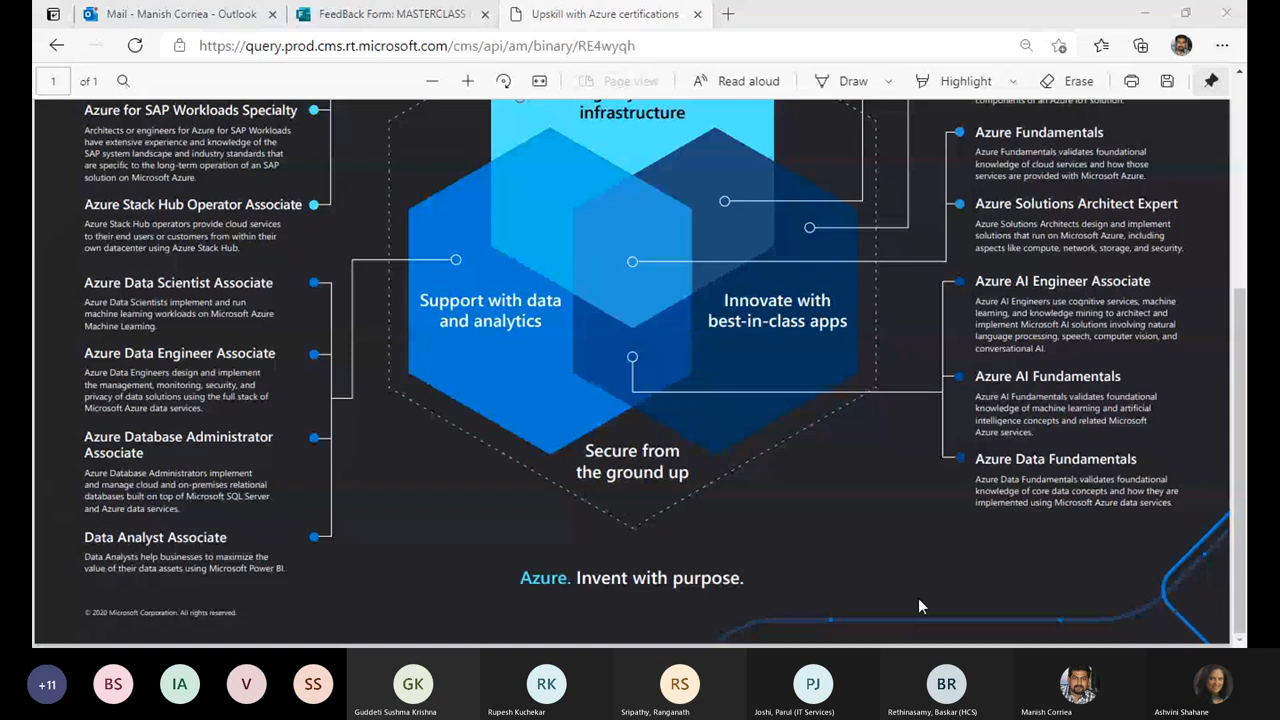 Mail - Manish Corriea - Outlook
FeedBack Form: MASTERCLASS
Upskill with Azure certifications
https://query.prod.cms.rt.microsoft.com/cms/api/am/binary/RE4wyqh
1
of 1
Page view
Read aloud
Draw
Highlight
Erase
Azure for SAP Workloads Specialty
Architects or engineers for Azure for SAP Workloads
have extensive experience and knowledge of the
SAP system landscape and industry standards that
are specific to the long-term operation of an SAP
solution on Microsoft Azure.
Azure Stack Hub Operator Associate
Azure Stack Hub operators provide cloud services
to their end users or customers from within their
own datacenter using Azure Stack Hub.
Azure Data Scientist Associate
Azure Data Scientists implement and run
machine learning workloads on Microsoft Azure
Machine Learning.
Azure Data Engineer Associate
Azure Data Engineers design and implement
the management, monitoring, security, and
privacy of data solutions using the full stack of
Microsoft Azure data services.
Azure Database Administrator
Associate
Azure Database Administrators implement
and manage cloud and on-premises relational
databases built on top of Microsoft SQL Server
and Azure data services.
Data Analyst Associate
Data Analysts help businesses to maximize the
value of their data assets using Microsoft Power BI.
© 2020 Microsoft Corporation. All rights reserved.
infrastructure
Support with data
and analytics
Innovate with
best-in-class apps
Secure from
the ground up
Azure. Invent with purpose.
components of an Azure IoT solution.
Azure Fundamentals
Azure Fundamentals validates foundational
knowledge of cloud services and how those
services are provided with Microsoft Azure.
Azure Solutions Architect Expert
Azure Solutions Architects design and implement
solutions that run on Microsoft Azure, including
aspects like compute, network, storage, and security.
Azure AI Engineer Associate
Azure AI Engineers use cognitive services, machine
learning, and knowledge mining to architect and
implement Microsoft AI solutions involving natural
language processing, speech, computer vision, and
conversational AI.
Azure AI Fundamentals
Azure AI Fundamentals validates foundational
knowledge of machine learning and artificial
intelligence concepts and related Microsoft
Azure services.
Azure Data Fundamentals
Azure Data Fundamentals validates foundational
knowledge of core data concepts and how they are
implemented using Microsoft Azure data services.
+11
BS
IA
V
SS
GK
Guddeti Sushma Krishna
RK
Rupesh Kuchekar
RS
Sripathy, Ranganath
PJ
Joshi, Parul (IT Services)
BR
Rethinasamy, Baskar (HCS)
Manish Corriea
Ashvini Shahane